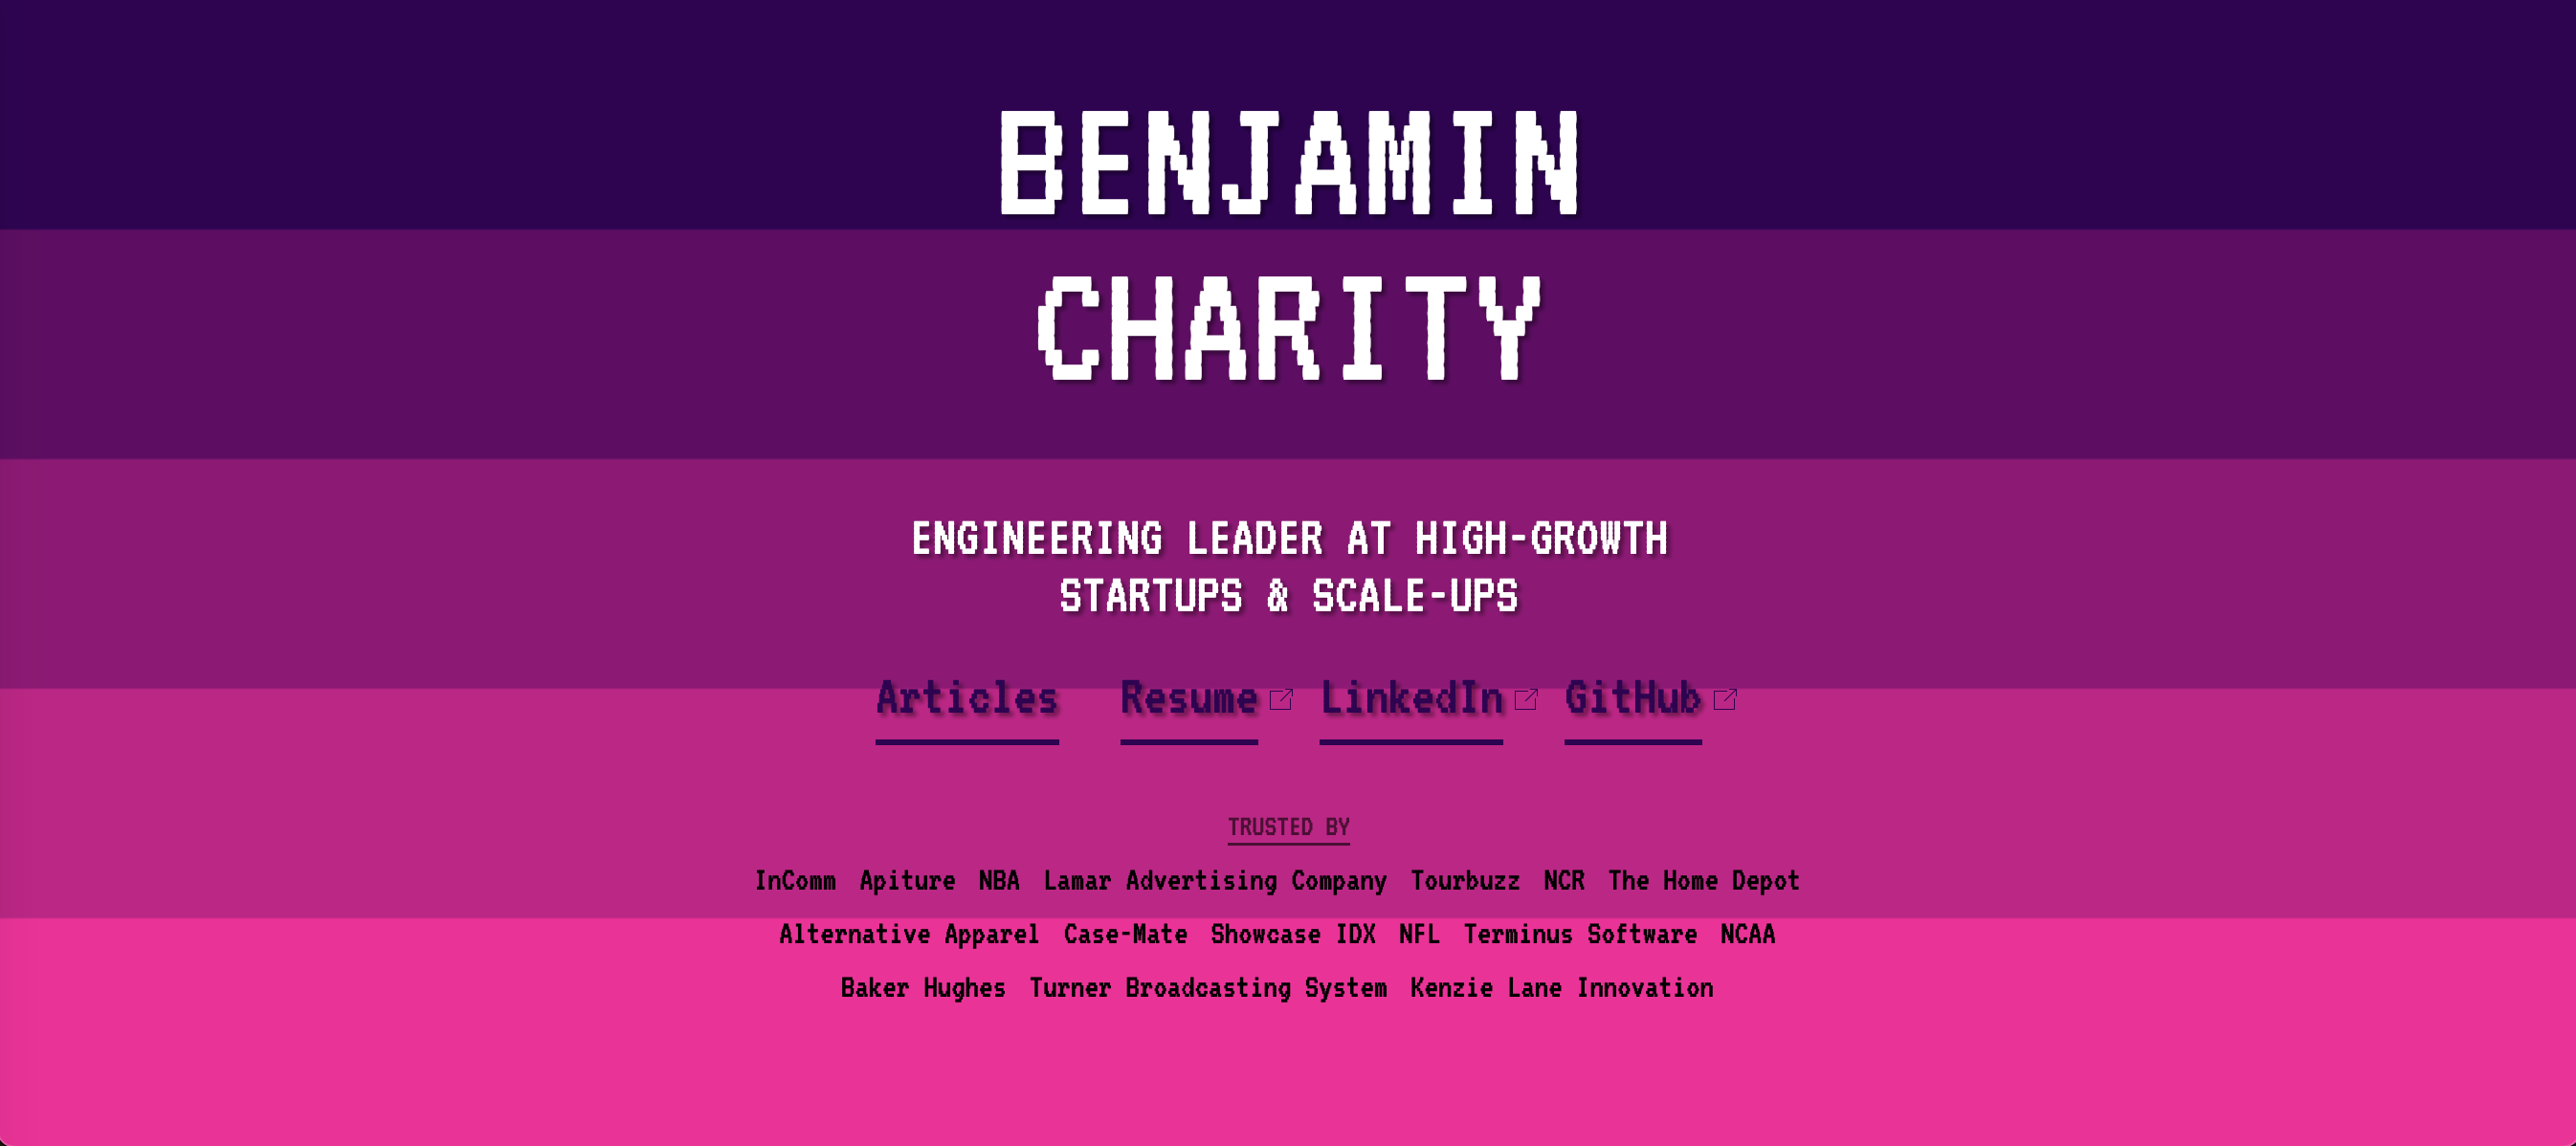 BENJAMIN
CHARITY
ENGINEERING LEADER AT HIGH-GROWTH
STARTUPS & SCALE-UPS
Articles Resume LinkedIn GitHub
TRUSTED BY
InComm Apiture NBA Lamar Advertising Company Tourbuzz NCR The Home Depot
Alternative Apparel Case-Mate Showcase IDX NFL Terminus Software NCAA
Baker Hughes Turner Broadcasting System Kenzie Lane Innovation